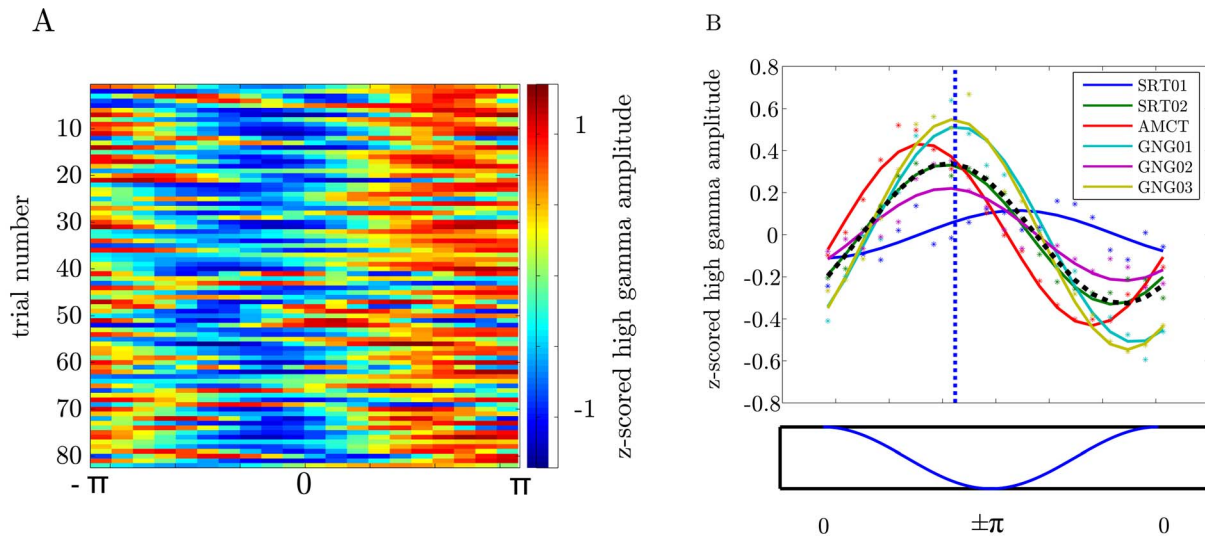 A
trial number
10
20
30
40
50
60
70
80
- π
0
π
1
-1
z-scored high gamma amplitude
B
z-scored high gamma amplitude
0.8
0.6
0.4
0.2
0
-0.2
-0.4
-0.6
-0.8
SRT01
SRT02
AMCT
GNG01
GNG02
GNG03
0
±π
0